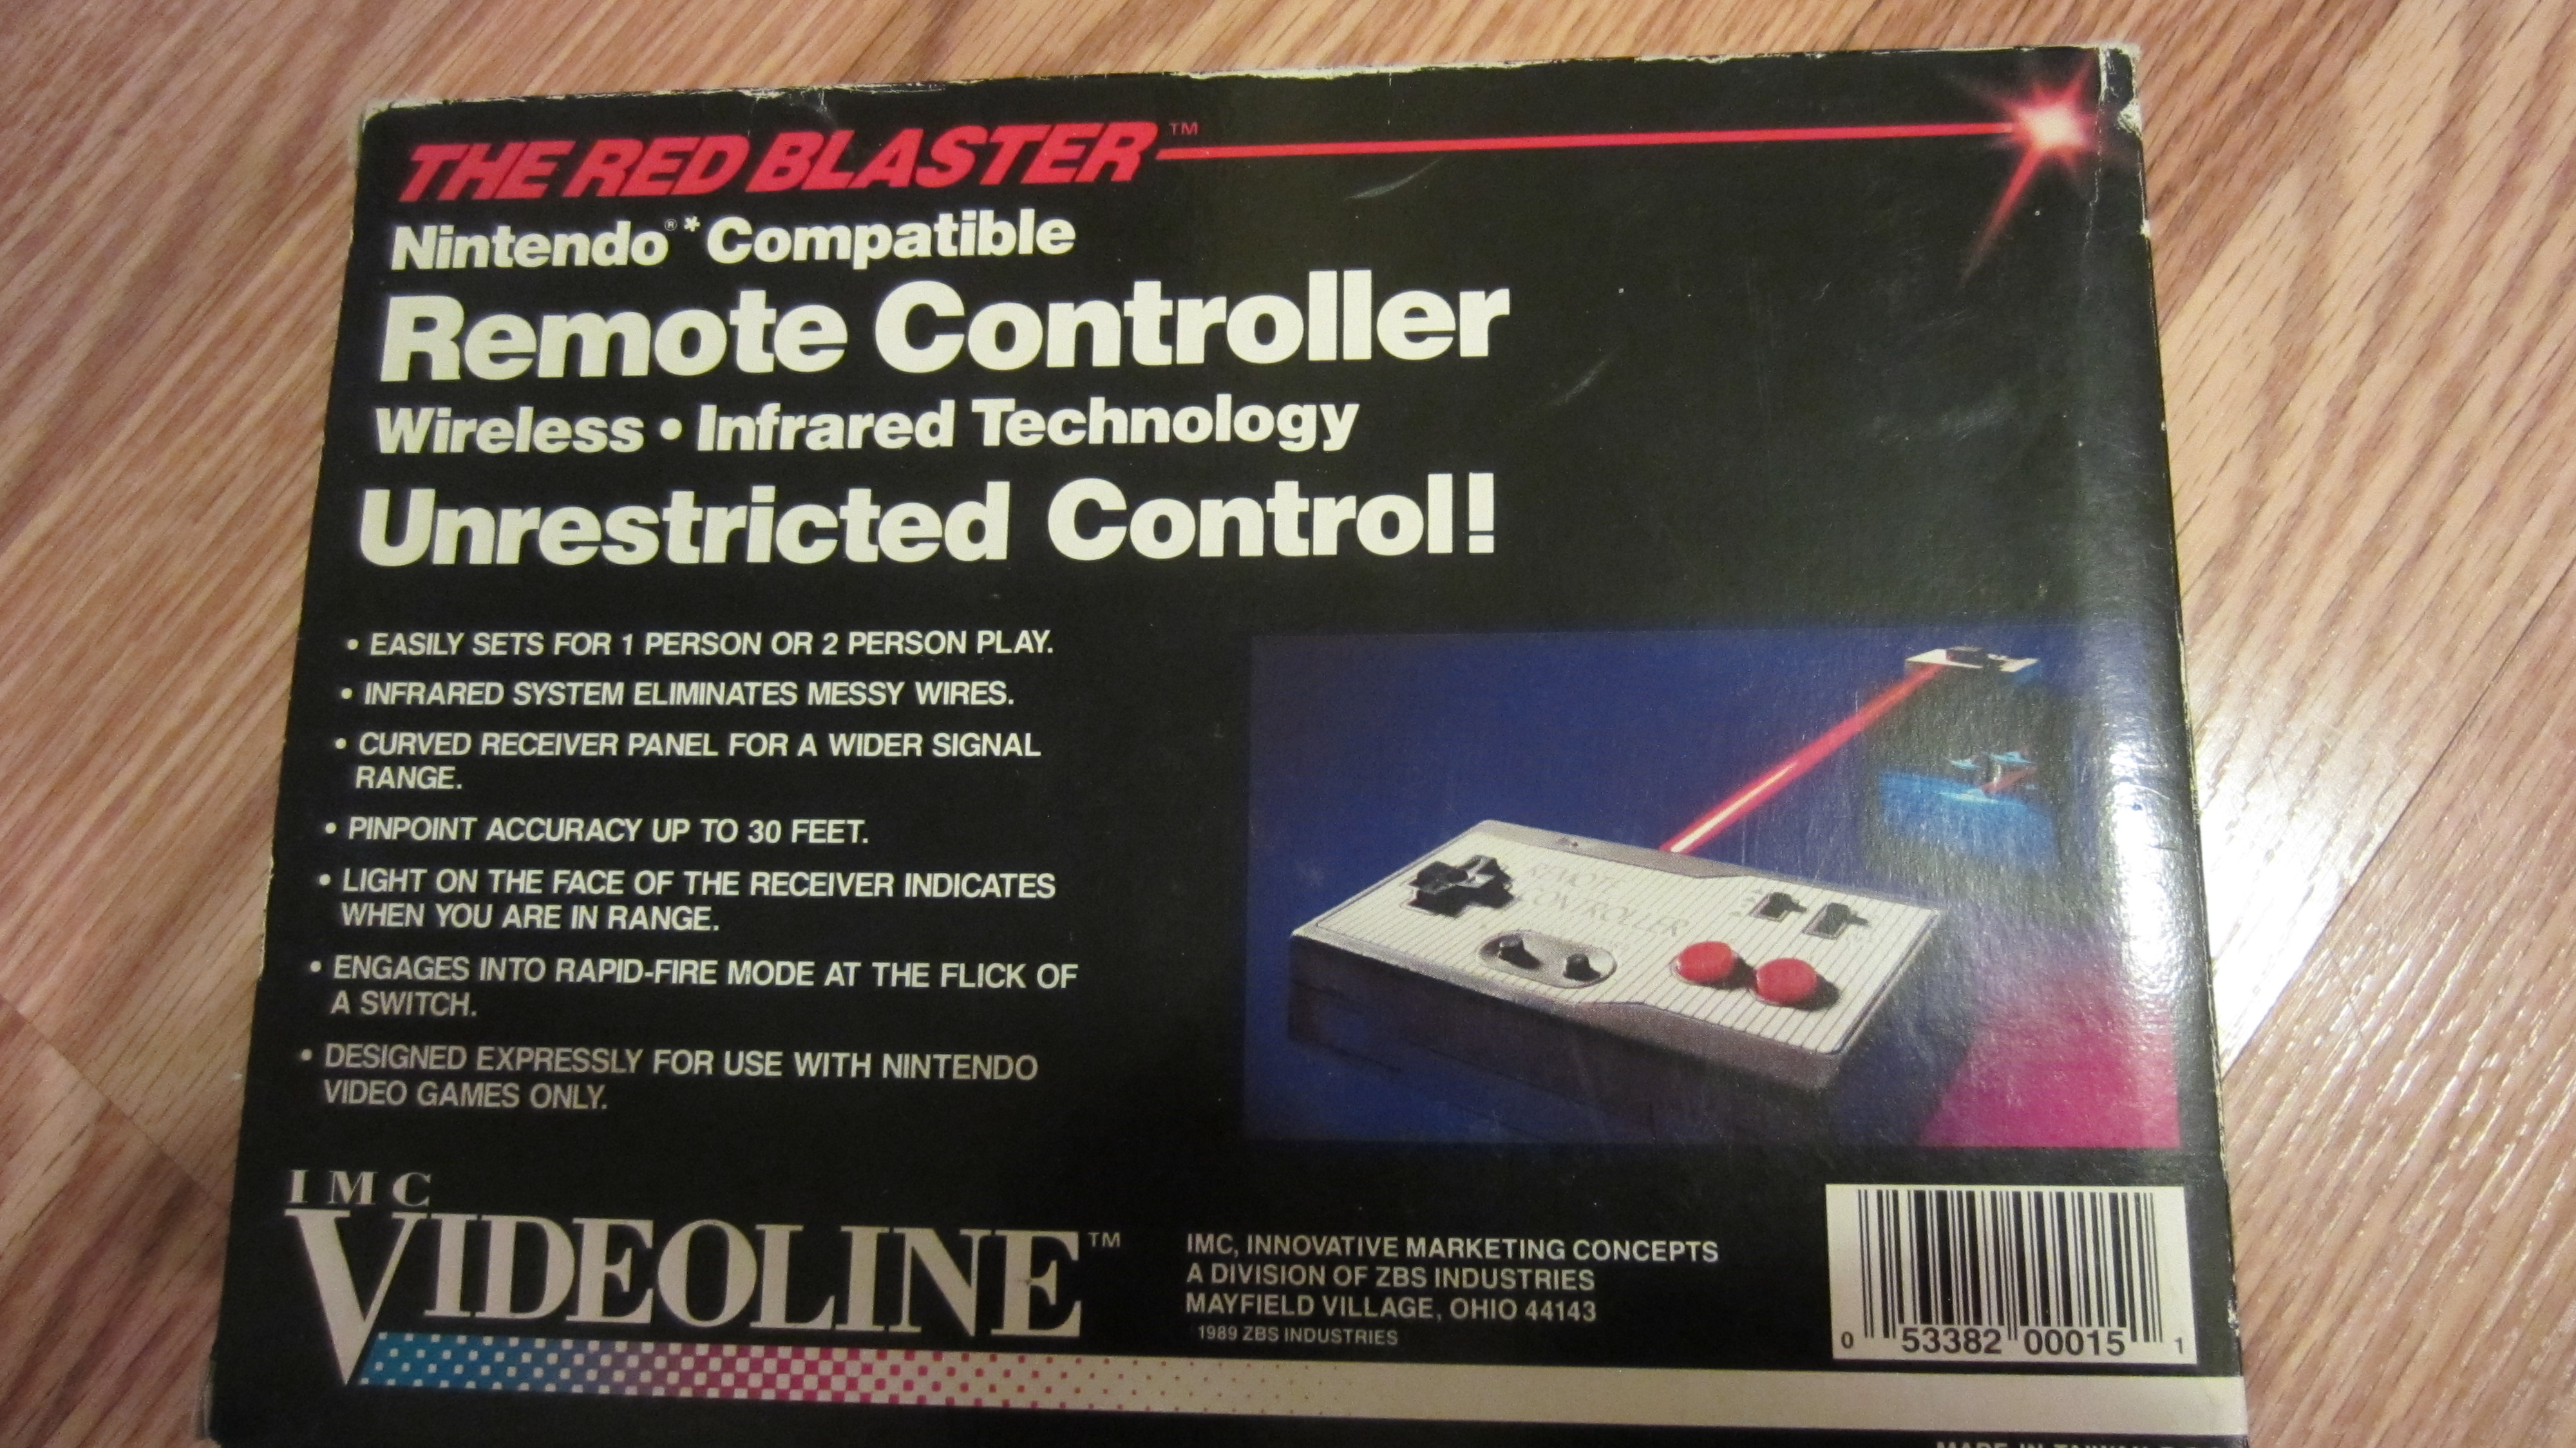 THE RED BLASTER™
Nintendo®* Compatible
Remote Controller
Wireless • Infrared Technology
Unrestricted Control!
• EASILY SETS FOR 1 PERSON OR 2 PERSON PLAY.
• INFRARED SYSTEM ELIMINATES MESSY WIRES.
• CURVED RECEIVER PANEL FOR A WIDER SIGNAL
RANGE.
• PINPOINT ACCURACY UP TO 30 FEET.
• LIGHT ON THE FACE OF THE RECEIVER INDICATES
WHEN YOU ARE IN RANGE.
• ENGAGES INTO RAPID-FIRE MODE AT THE FLICK OF
A SWITCH.
• DESIGNED EXPRESSLY FOR USE WITH NINTENDO
VIDEO GAMES ONLY.
REMOTE
CONTROLLER
IMC
VIDEOLINE™
IMC, INNOVATIVE MARKETING CONCEPTS
A DIVISION OF ZBS INDUSTRIES
MAYFIELD VILLAGE, OHIO 44143
1989 ZBS INDUSTRIES
0 53382 00015 1
MADE IN TAIWAN